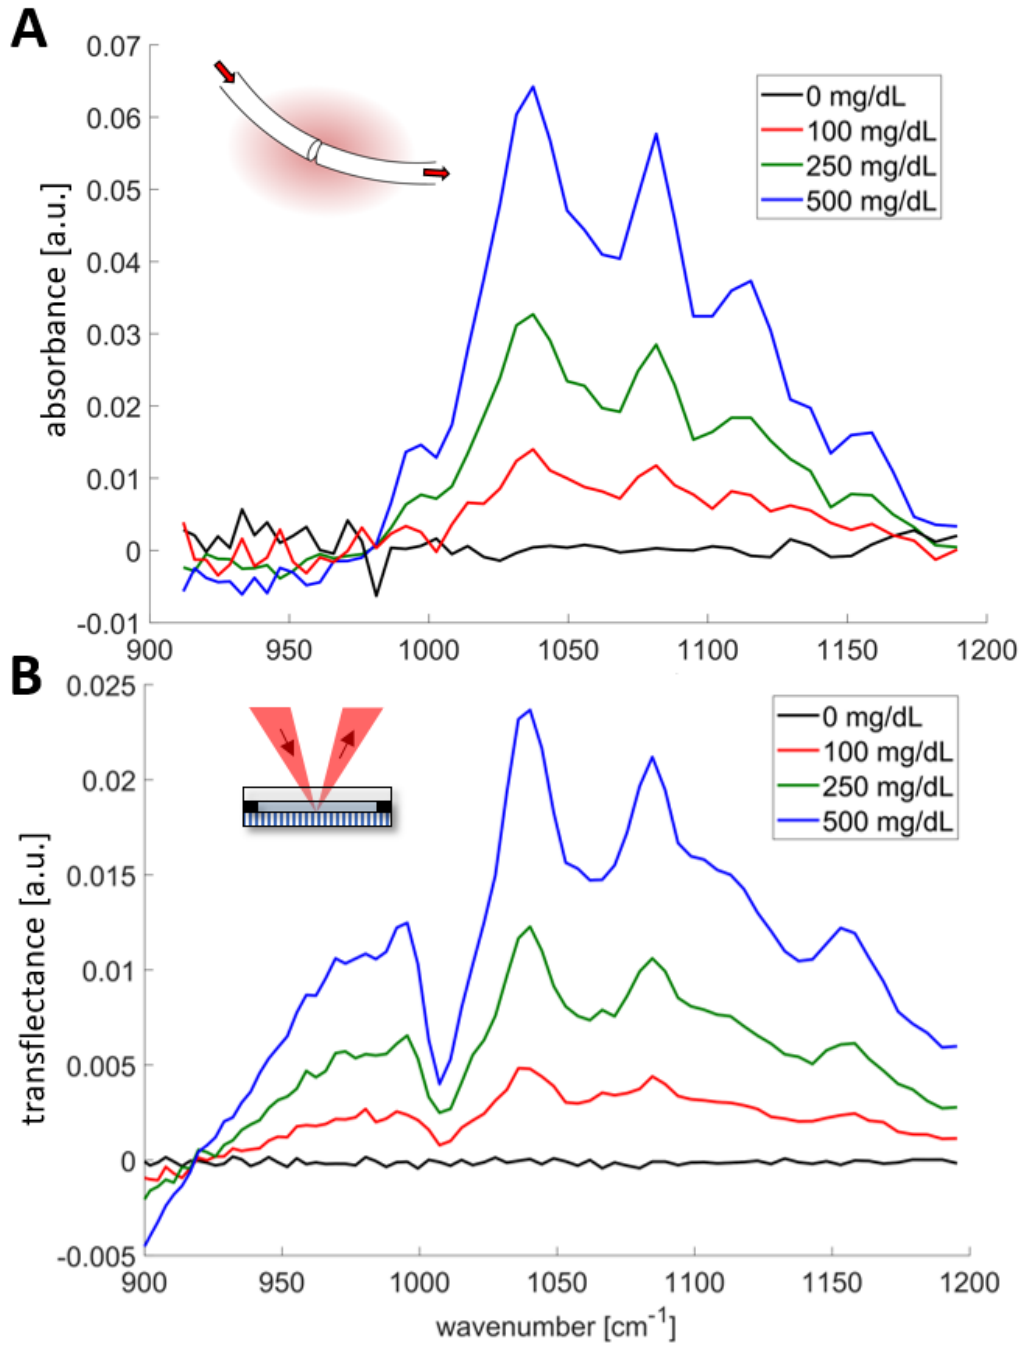 A
0.07
0.06
0.05
0.04
0.03
0.02
0.01
0
-0.01
absorbance [a.u.]
0 mg/dL
100 mg/dL
250 mg/dL
500 mg/dL
900 950 1000 1050 1100 1150 1200
B
0.025
0.02
0.015
0.01
0.005
0
-0.005
transflectance [a.u.]
0 mg/dL
100 mg/dL
250 mg/dL
500 mg/dL
900 950 1000 1050 1100 1150 1200
wavenumber [cm⁻¹]